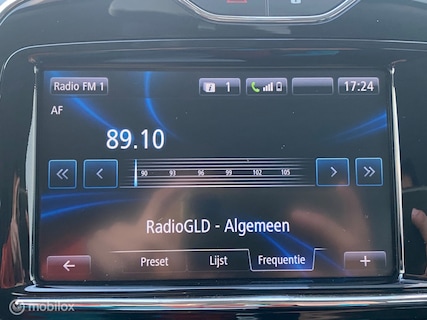 Radio FM 1
1
17:24
AF
89.10
90 93 96 99 102 105
RadioGLD - Algemeen
Preset Lijst Frequentie
© mobilox